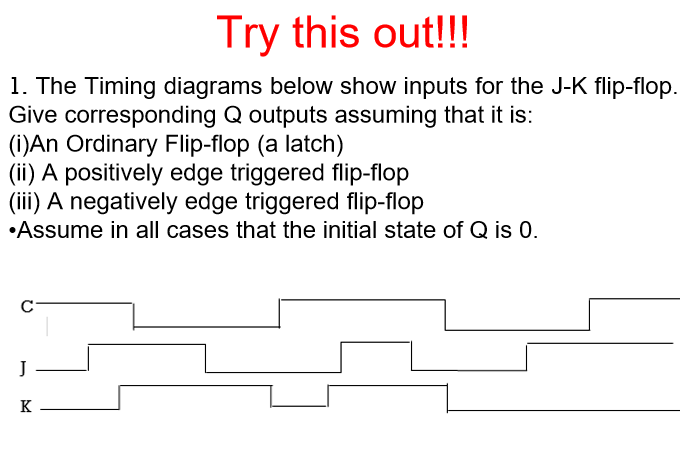 Try this out!!!
1. The Timing diagrams below show inputs for the J-K flip-flop.
Give corresponding Q outputs assuming that it is:
(i)An Ordinary Flip-flop (a latch)
(ii) A positively edge triggered flip-flop
(iii) A negatively edge triggered flip-flop
•Assume in all cases that the initial state of Q is 0.
C
J
K